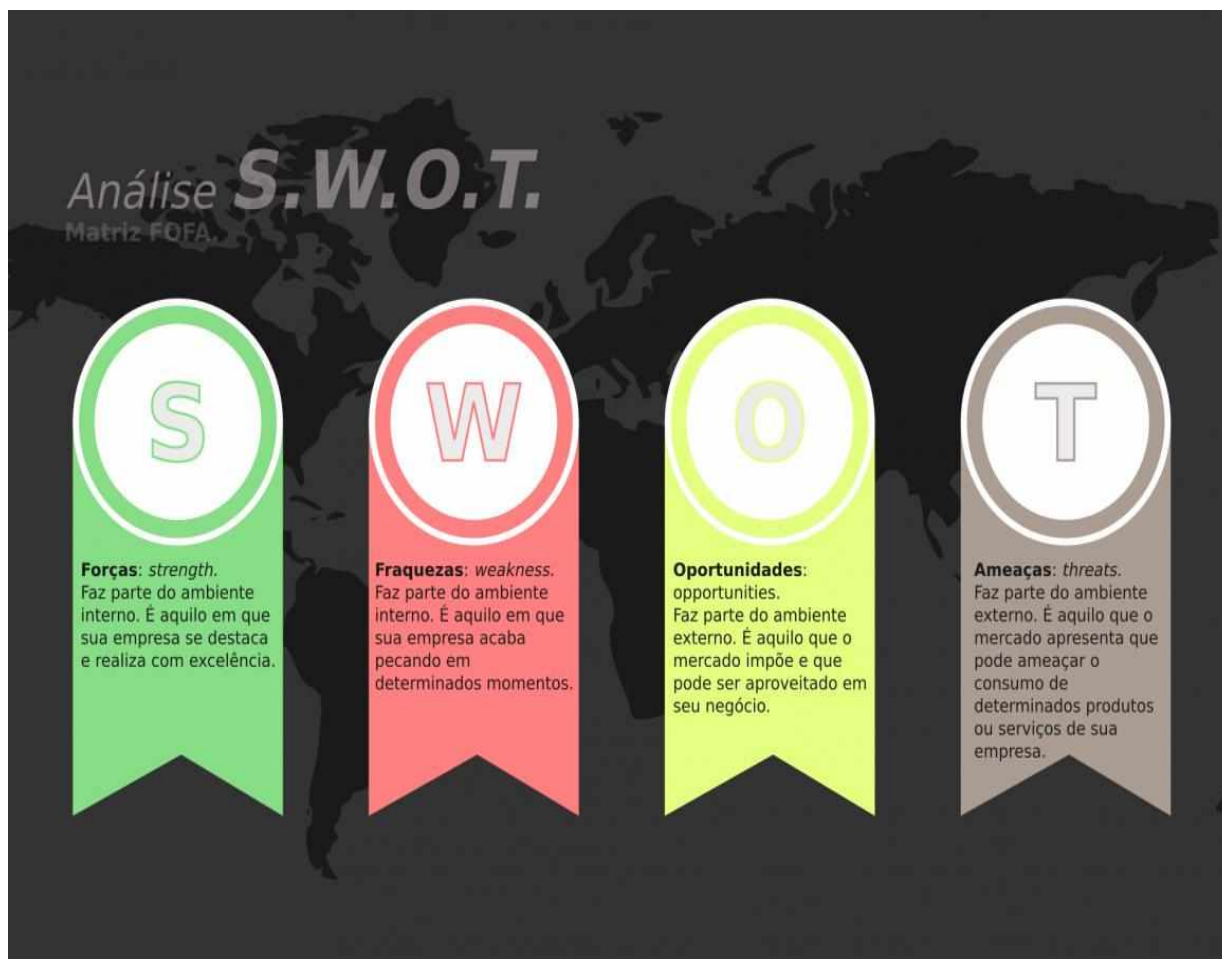 Análise S.W.O.T.
Matriz FOFA.
S
Forças: strength.
Faz parte do ambiente
interno. É aquilo em que
sua empresa se destaca
e realiza com excelência.
W
Fraquezas: weakness.
Faz parte do ambiente
interno. É aquilo em que
sua empresa acaba
pecando em
determinados momentos.
O
Oportunidades:
opportunities.
Faz parte do ambiente
externo. É aquilo que o
mercado impõe e que
pode ser aproveitado em
seu negócio.
T
Ameaças: threats.
Faz parte do ambiente
externo. É aquilo que o
mercado apresenta que
pode ameaçar o
consumo de
determinados produtos
ou serviços de sua
empresa.